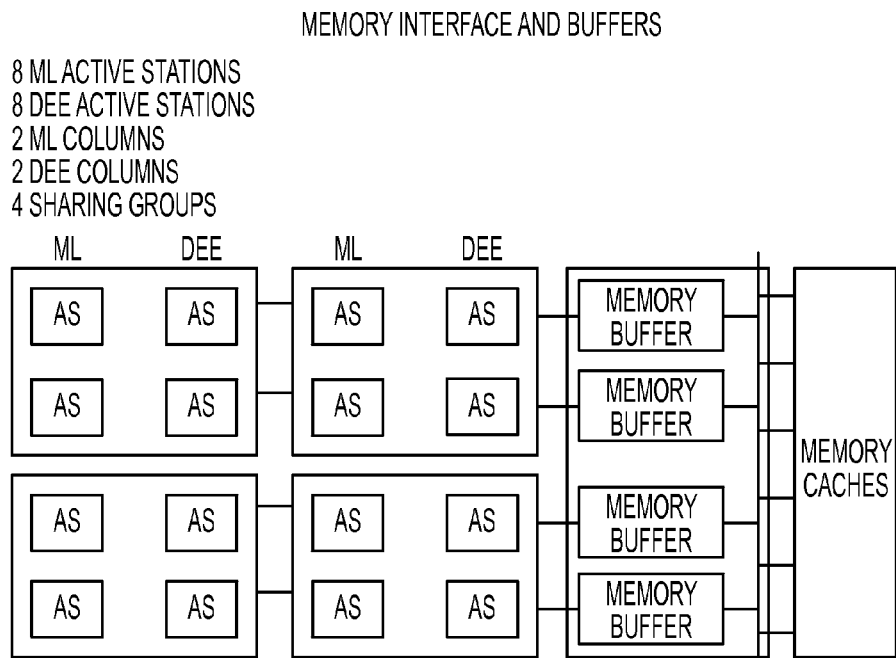 MEMORY INTERFACE AND BUFFERS
8 ML ACTIVE STATIONS
8 DEE ACTIVE STATIONS
2 ML COLUMNS
2 DEE COLUMNS
4 SHARING GROUPS
ML DEE ML DEE
AS AS AS AS MEMORY
BUFFER
AS AS AS AS MEMORY
BUFFER
MEMORY
CACHES
AS AS AS AS MEMORY
BUFFER
AS AS AS AS MEMORY
BUFFER